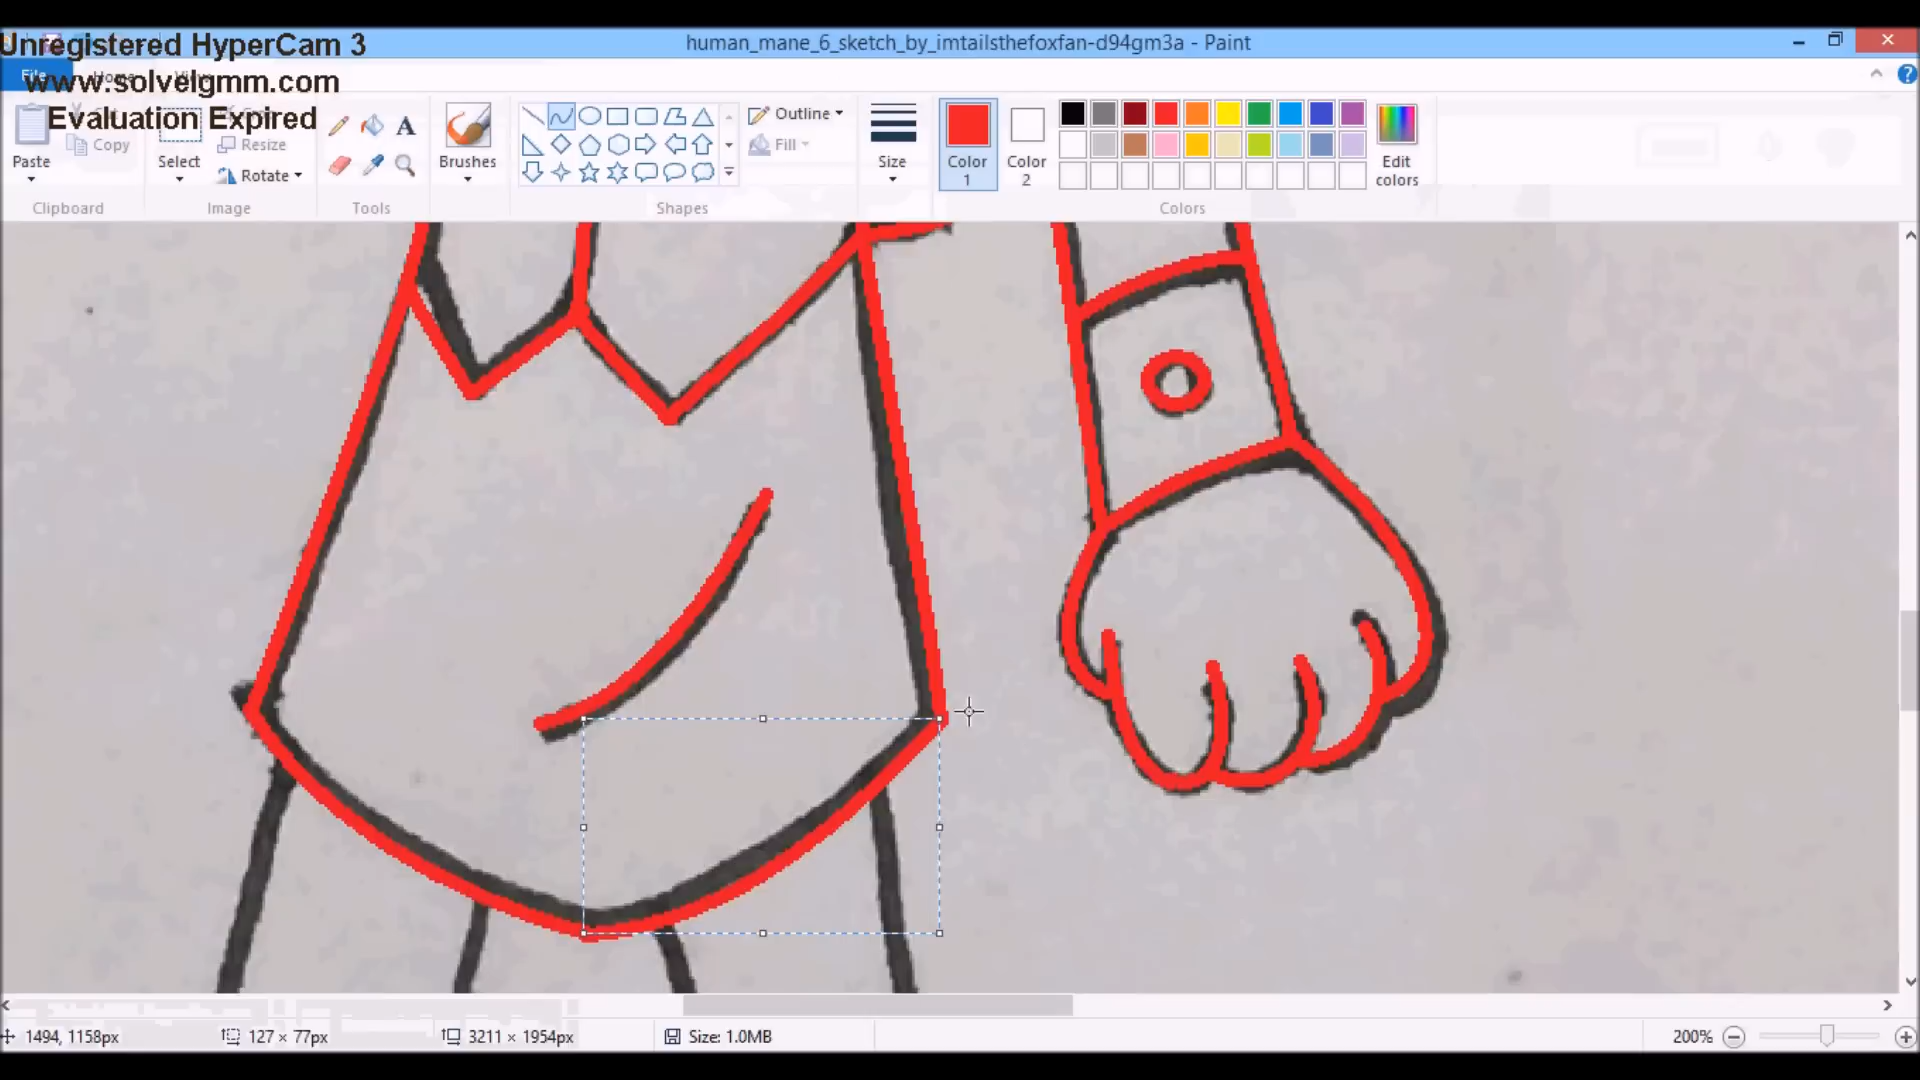 Unregistered HyperCam 3
human_mane_6_sketch_by_imtailsthefoxfan-d94gm3a - Paint
www.solveigmm.com
File
Home
Evaluation Expired
Outline
Copy
Resize
Fill
Paste
Select
Rotate
Brushes
Size
Color
1
Color
2
Edit
colors
Clipboard
Image
Tools
Shapes
Colors
1494, 1158px
127 × 77px
3211 × 1954px
Size: 1.0MB
200%